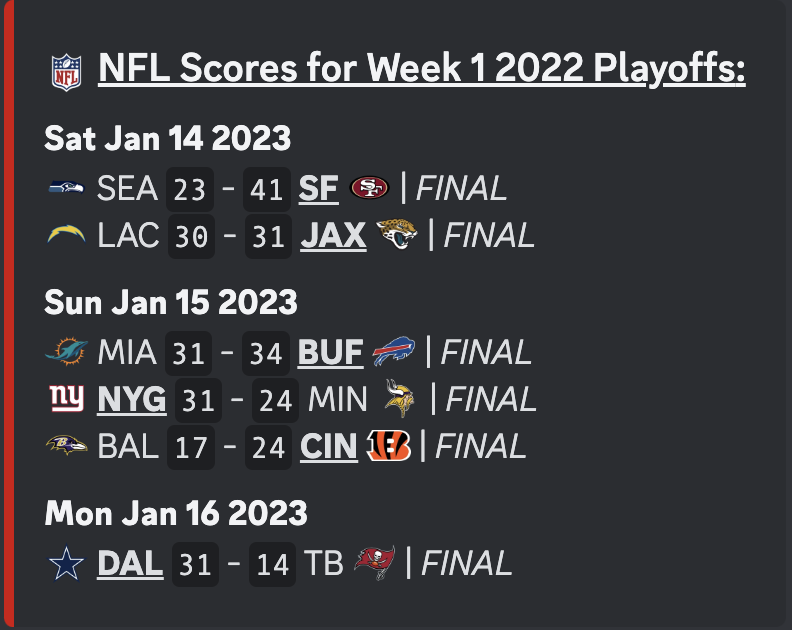 NFL Scores for Week 1 2022 Playoffs:
Sat Jan 14 2023
SEA 23 - 41 SF | FINAL
LAC 30 - 31 JAX | FINAL
Sun Jan 15 2023
MIA 31 - 34 BUF | FINAL
NYG 31 - 24 MIN | FINAL
BAL 17 - 24 CIN | FINAL
Mon Jan 16 2023
DAL 31 - 14 TB | FINAL